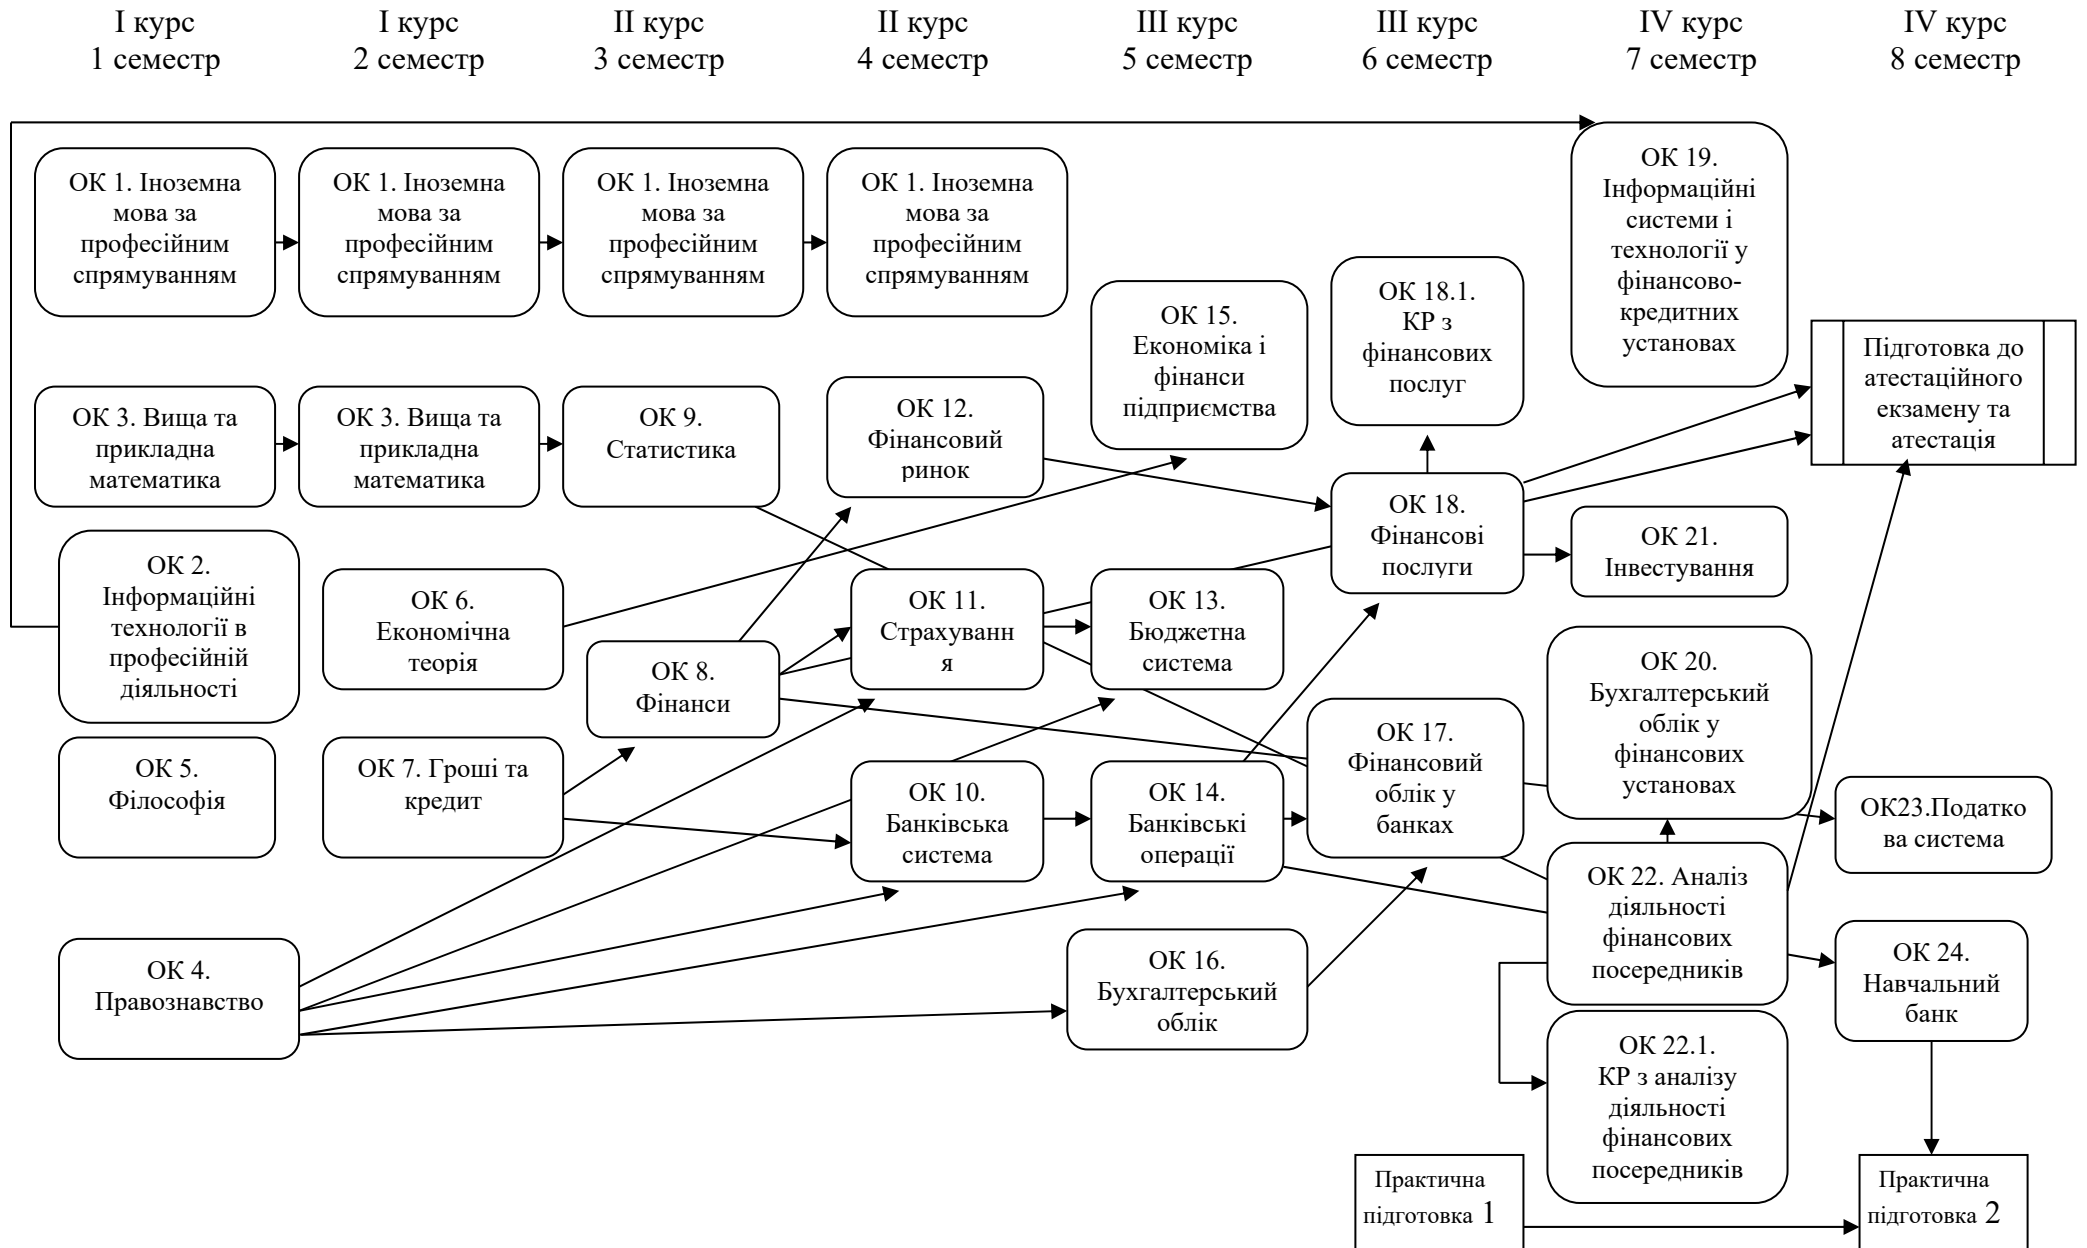 І курс
1 семестр
І курс
2 семестр
ІІ курс
3 семестр
ІІ курс
4 семестр
ІІІ курс
5 семестр
ІІІ курс
6 семестр
IV курс
7 семестр
IV курс
8 семестр
ОК 1. Іноземна
мова за
професійним
спрямуванням
ОК 1. Іноземна
мова за
професійним
спрямуванням
ОК 1. Іноземна
мова за
професійним
спрямуванням
ОК 1. Іноземна
мова за
професійним
спрямуванням
ОК 19.
Інформаційні
системи і
технології у
фінансово-
кредитних
установах
ОК 18.1.
КР з
фінансових
послуг
ОК 15.
Економіка і
фінанси
підприємства
Підготовка до
атестаційного
екзамену та
атестація
ОК 3. Вища та
прикладна
математика
ОК 3. Вища та
прикладна
математика
ОК 9.
Статистика
ОК 12.
Фінансовий
ринок
ОК 18.
Фінансові
послуги
ОК 21.
Інвестування
ОК 2.
Інформаційні
технології в
професійній
діяльності
ОК 6.
Економічна
теорія
ОК 8.
Фінанси
ОК 11.
Страхуванн
я
ОК 13.
Бюджетна
система
ОК 20.
Бухгалтерський
облік у
фінансових
установах
ОК 5.
Філософія
ОК 7. Гроші та
кредит
ОК 10.
Банківська
система
ОК 14.
Банківські
операції
ОК 17.
Фінансовий
облік у
банках
ОК23.Податко
ва система
ОК 22. Аналіз
діяльності
фінансових
посередників
ОК 4.
Правознавство
ОК 16.
Бухгалтерський
облік
ОК 24.
Навчальний
банк
ОК 22.1.
КР з аналізу
діяльності
фінансових
посередників
Практична
підготовка 1
Практична
підготовка 2